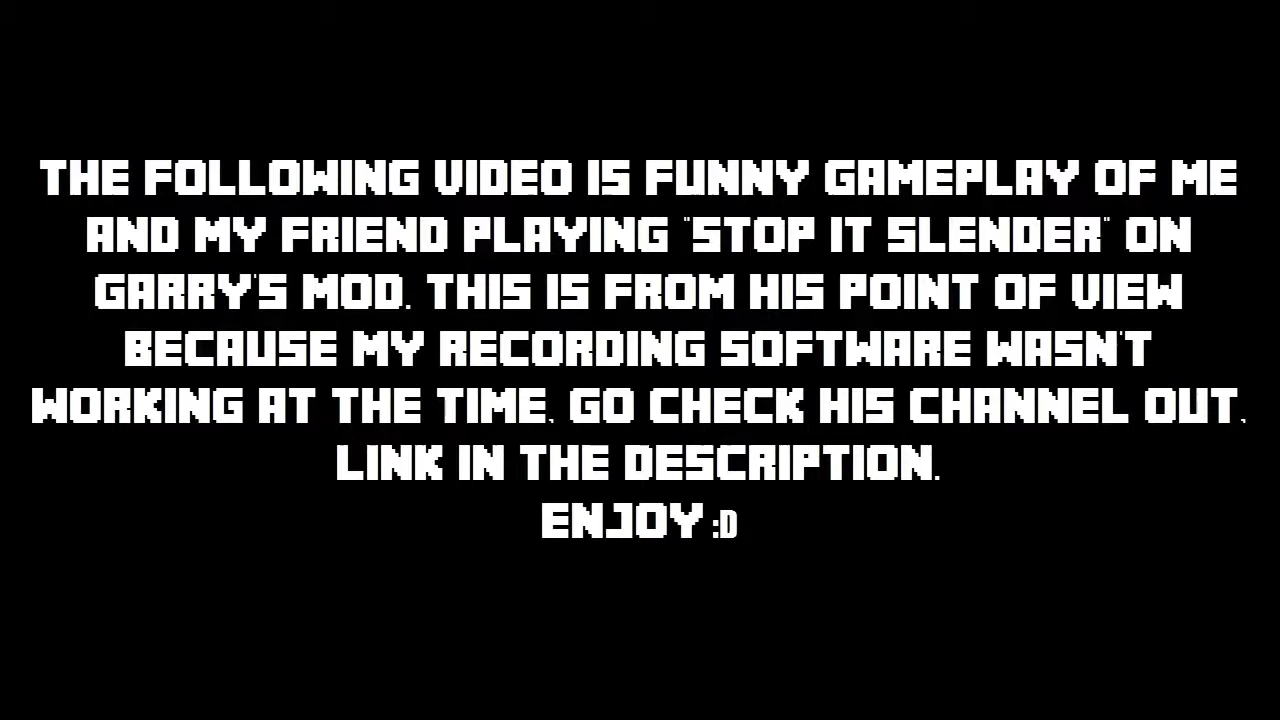 THE FOLLOWING VIDEO IS FUNNY GAMEPLAY OF ME
AND MY FRIEND PLAYING "STOP IT SLENDER" ON
GARRY'S MOD. THIS IS FROM HIS POINT OF VIEW
BECAUSE MY RECORDING SOFTWARE WASN'T
WORKING AT THE TIME, GO CHECK HIS CHANNEL OUT,
LINK IN THE DESCRIPTION.
ENJOY :D